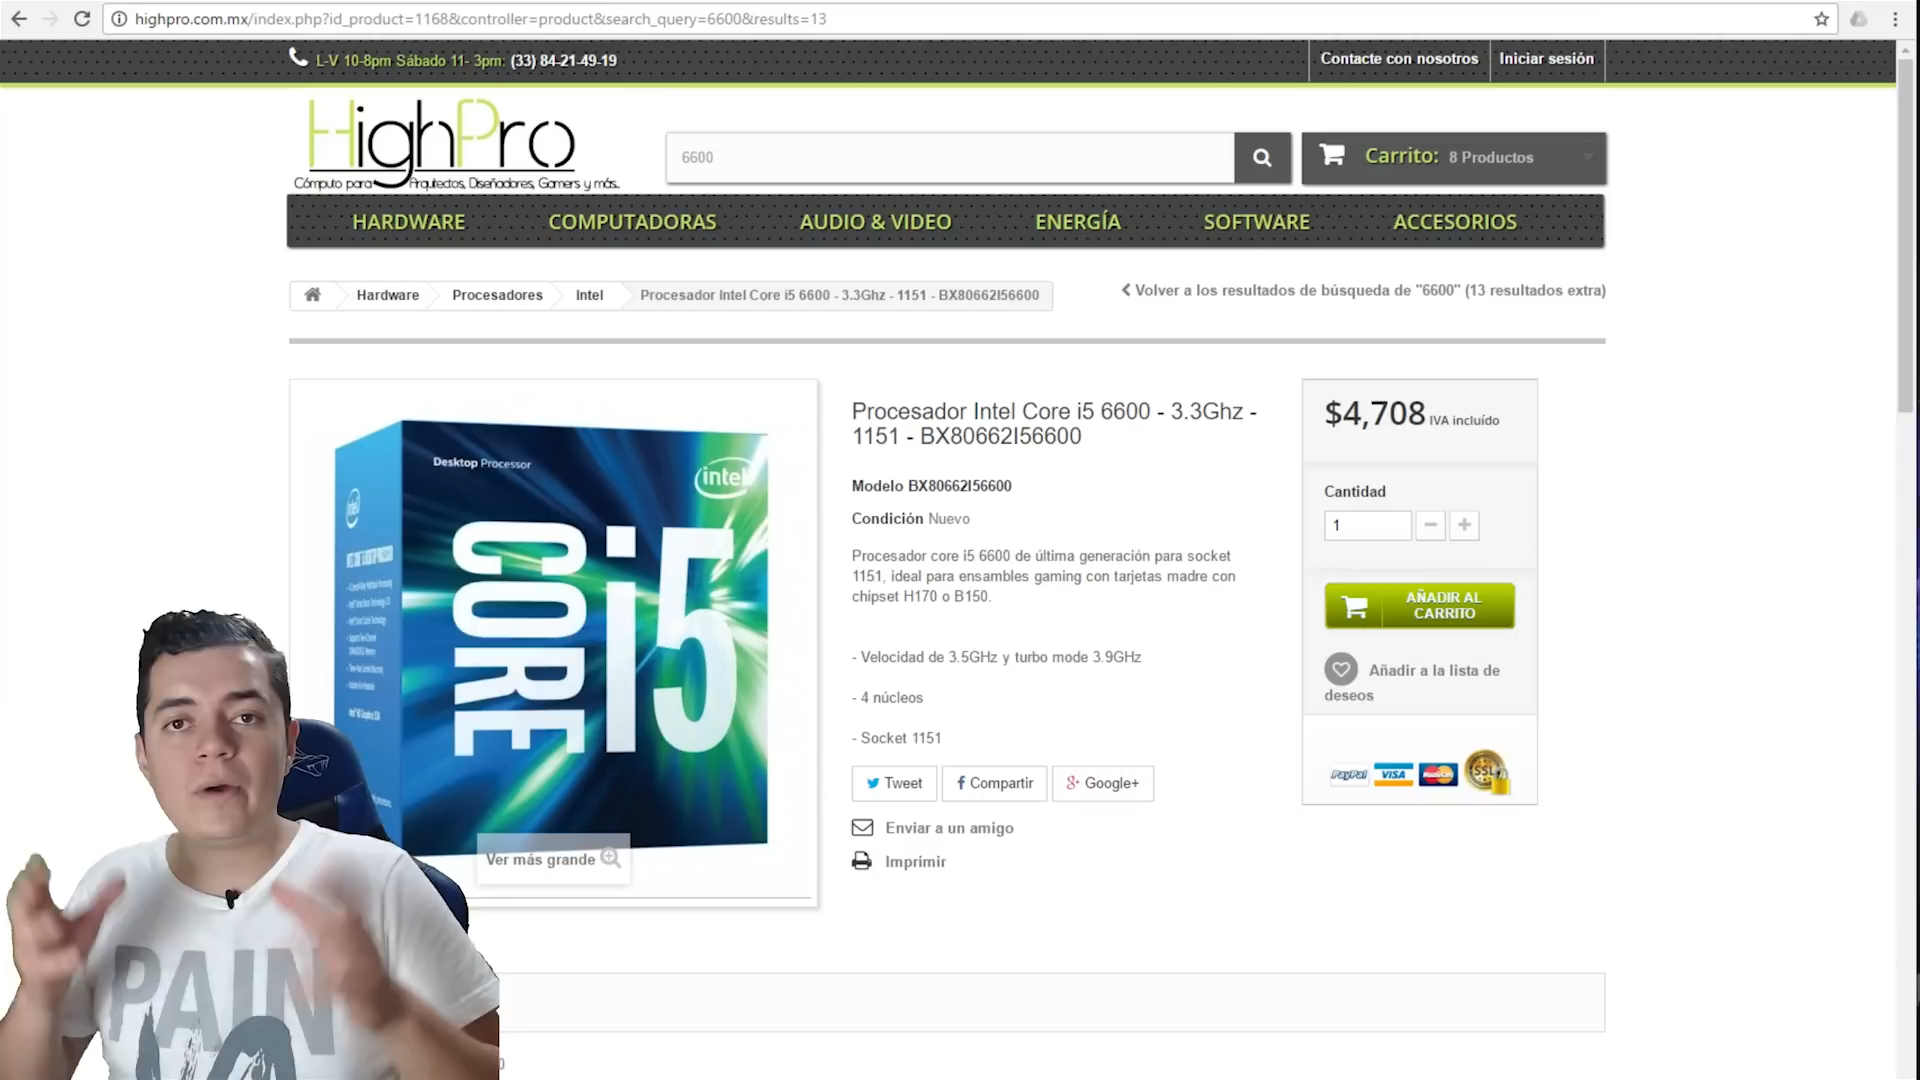 highpro.com.mx/index.php?id_product=1168&controller=product&search_query=6600&results=13
L-V 10-8pm Sábado 11- 3pm: (33) 84-21-49-19
Contacte con nosotros
Iniciar sesión
HighPro
Cómputo para Arquitectos, Diseñadores, Gamers y más..
6600
Carrito: 8 Productos
HARDWARE
COMPUTADORAS
AUDIO & VIDEO
ENERGÍA
SOFTWARE
ACCESORIOS
Hardware
Procesadores
Intel
Procesador Intel Core i5 6600 - 3.3Ghz - 1151 - BX80662I56600
Volver a los resultados de búsqueda de "6600" (13 resultados extra)
Desktop Processor
intel
CORE i5
Ver más grande
Procesador Intel Core i5 6600 - 3.3Ghz -
1151 - BX80662I56600
Modelo BX80662I56600
Condición Nuevo
Procesador core i5 6600 de última generación para socket
1151, ideal para ensambles gaming con tarjetas madre con
chipset H170 o B150.
- Velocidad de 3.5GHz y turbo mode 3.9GHz
- 4 núcleos
- Socket 1151
Tweet
Compartir
Google+
Enviar a un amigo
Imprimir
$4,708 IVA incluído
Cantidad
1
AÑADIR AL
CARRITO
Añadir a la lista de
deseos
PayPal
VISA
MasterCard
SSL
PAIN